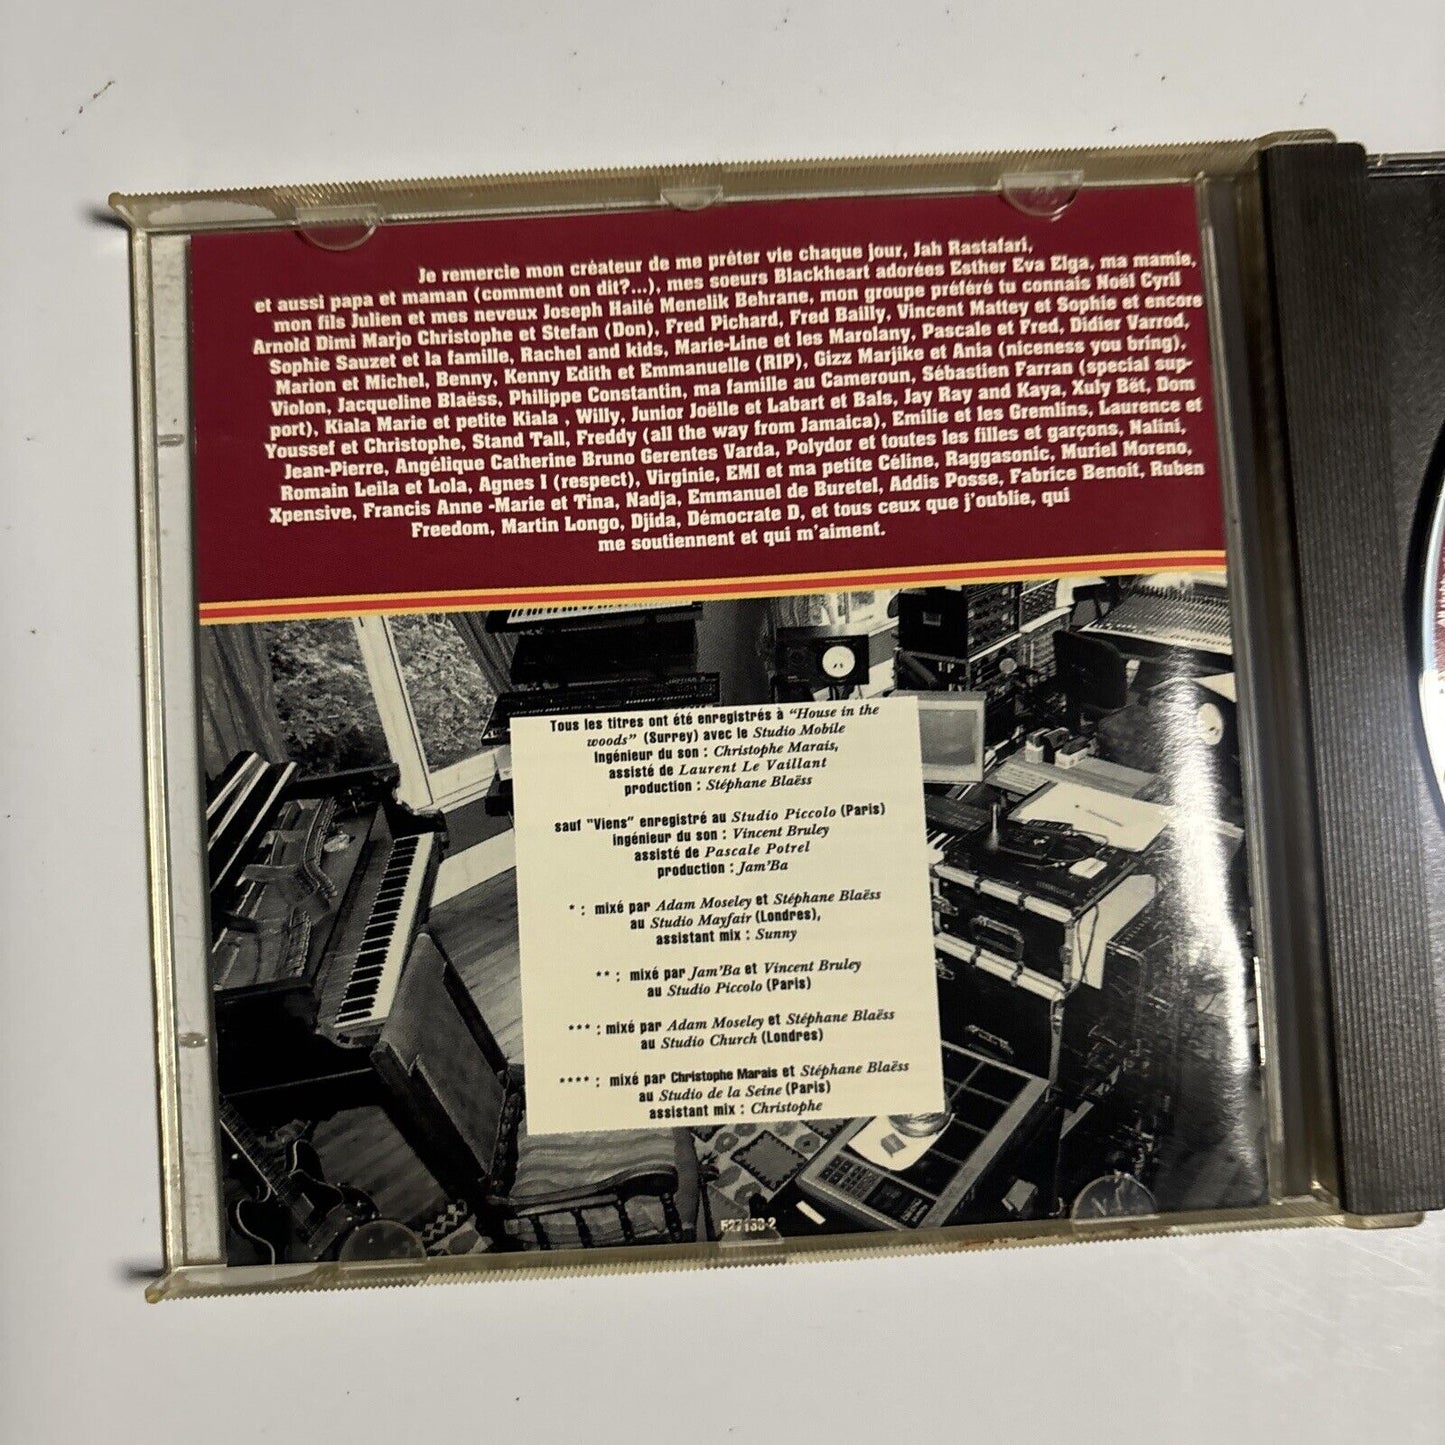 Je remercie mon créateur de me prêter vie chaque jour, Jah Rastafari,
et aussi papa et maman (comment on dit?...), mes soeurs Blackheart adorées Esther Eva Elga, ma mamie,
mon fils Julien et mes neveux Joseph Hailé Menelik Behrane, mon groupe préféré tu connais Noël Cyril
Arnold Dimi Marjo Christophe et Stefan (Don), Fred Pichard, Fred Bailly, Vincent Mattey et Sophie et encore
Sophie Sauzet et la famille, Rachel and kids, Marie-Line et les Marolany, Pascale et Fred, Didier Varrod,
Marion et Michel, Benny, Kenny Edith et Emmanuelle (RIP), Gizz Marjike et Ania (niceness you bring),
Violon, Jacqueline Blaëss, Philippe Constantin, ma famille au Cameroun, Sébastien Farran (special sup-
port), Kiala Marie et petite Kiala , Willy, Junior Joëlle et Labart et Bals, Jay Ray and Kaya, Xuly Bët, Dom
Youssef et Christophe, Stand Tall, Freddy (all the way from Jamaica), Emilie et les Gremlins, Laurence et
Jean-Pierre, Angélique Catherine Bruno Gerentes Varda, Polydor et toutes les filles et garçons, Nalini,
Romain Leila et Lola, Agnes I (respect), Virginie, EMI et ma petite Céline, Raggasonic, Muriel Moreno,
Xpensive, Francis Anne -Marie et Tina, Nadja, Emmanuel de Buretel, Addis Posse, Fabrice Benoit, Ruben
Freedom, Martin Longo, Djida, Démocrate D, et tous ceux que j'oublie, qui
me soutiennent et qui m'aiment.
Tous les titres ont été enregistrés à "House in the
woods" (Surrey) avec le Studio Mobile
ingénieur du son : Christophe Marais,
assisté de Laurent Le Vaillant
production : Stéphane Blaëss
sauf "Viens" enregistré au Studio Piccolo (Paris)
ingénieur du son : Vincent Bruley
assisté de Pascale Potrel
production : Jam'Ba
* : mixé par Adam Moseley et Stéphane Blaëss
au Studio Mayfair (Londres),
assistant mix : Sunny
** : mixé par Jam'Ba et Vincent Bruley
au Studio Piccolo (Paris)
*** : mixé par Adam Moseley et Stéphane Blaëss
au Studio Church (Londres)
**** : mixé par Christophe Marais et Stéphane Blaëss
au Studio de la Seine (Paris)
assistant mix : Christophe